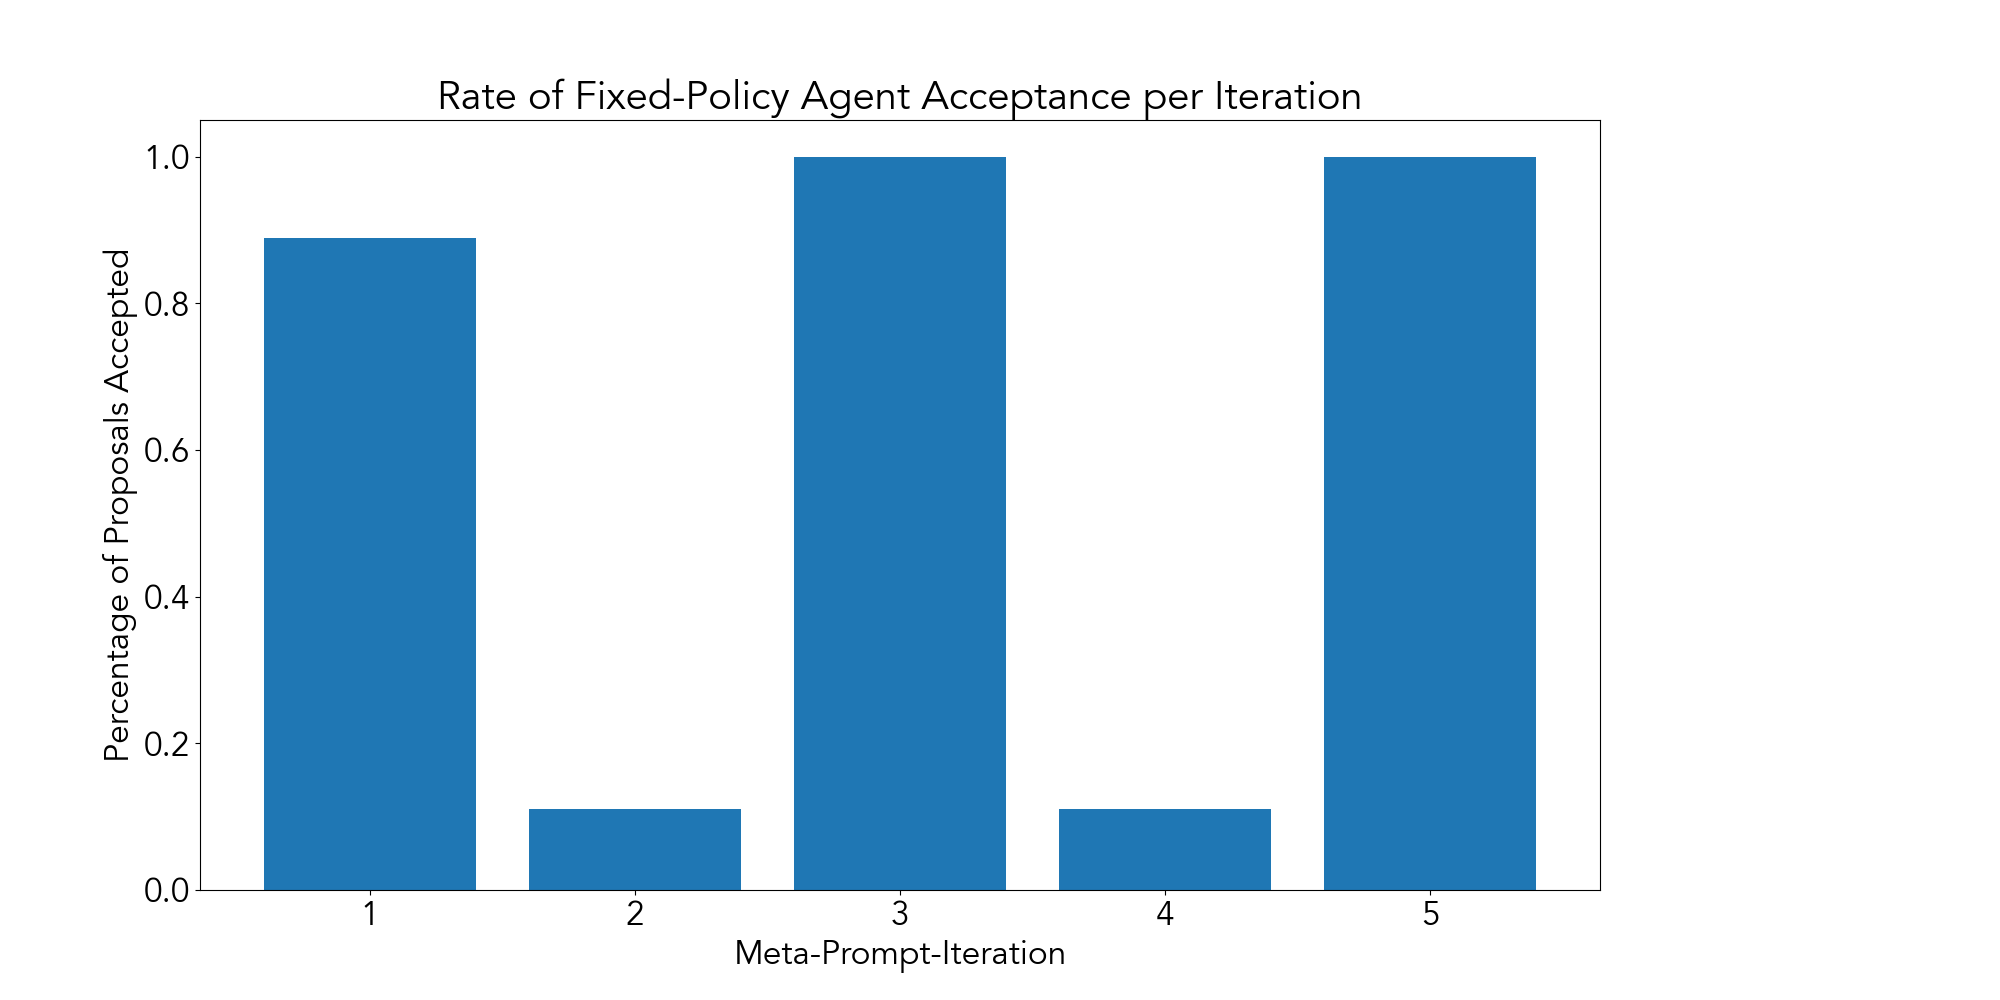 Rate of Fixed-Policy Agent Acceptance per Iteration
Percentage of Proposals Accepted
1.0
0.8
0.6
0.4
0.2
0.0
1 2 3 4 5
Meta-Prompt-Iteration